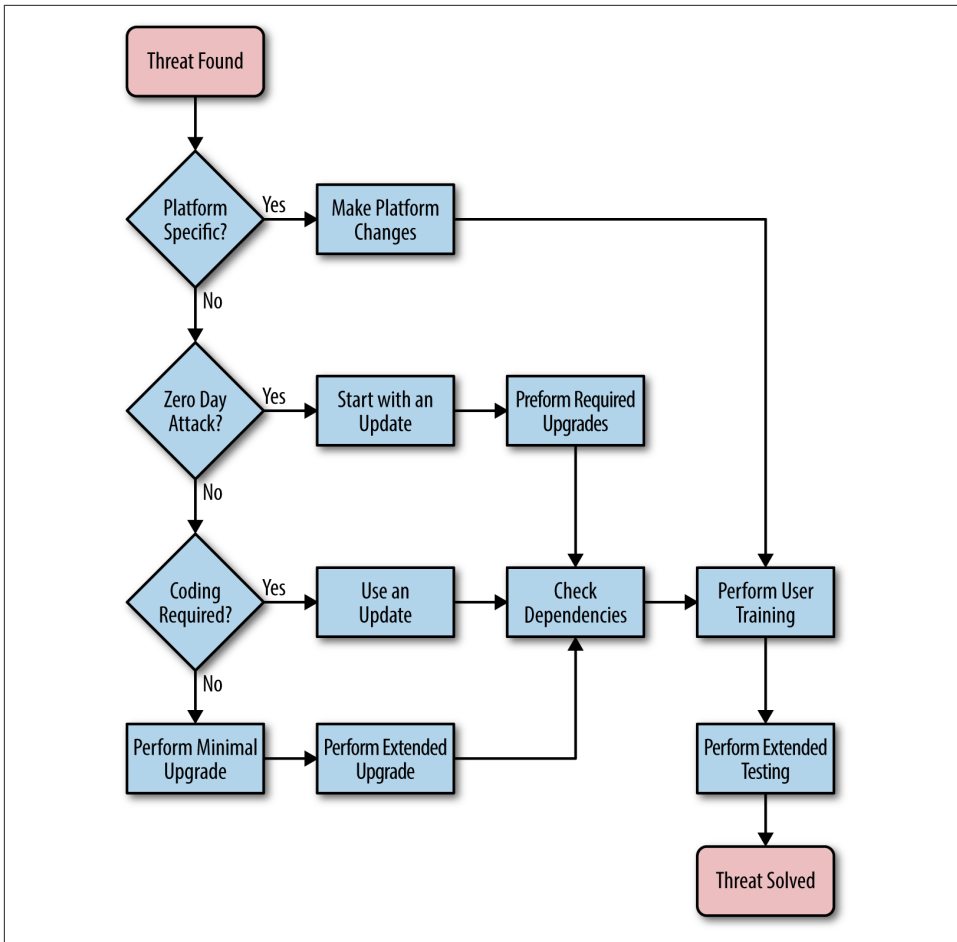 Threat Found
Platform
Specific?
Yes
Make Platform
Changes
No
Zero Day
Attack?
Yes
Start with an
Update
Preform Required
Upgrades
No
Coding
Required?
Yes
Use an
Update
Check
Dependencies
Perform User
Training
No
Perform Minimal
Upgrade
Perform Extended
Upgrade
Perform Extended
Testing
Threat Solved